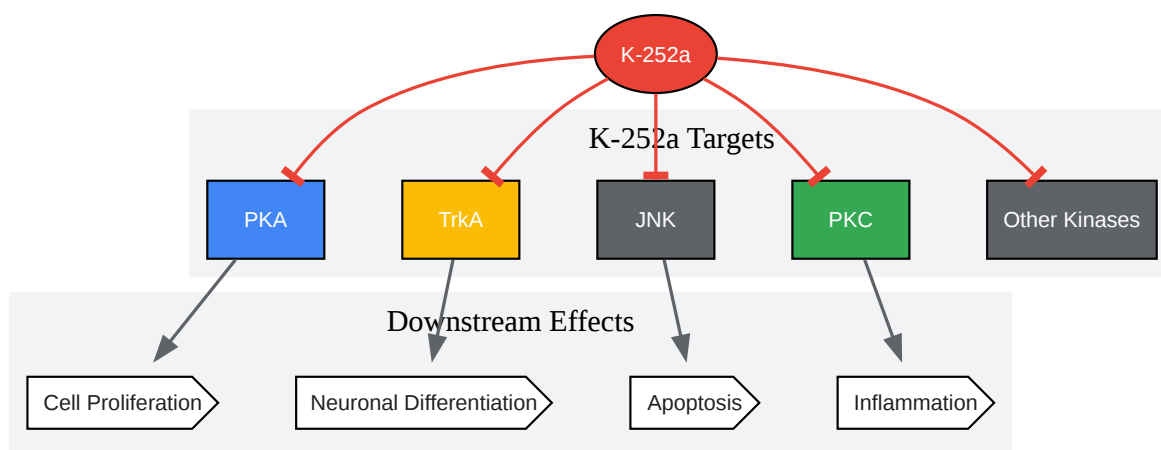 K-252a
K-252a Targets
PKA
TrkA
JNK
PKC
Other Kinases
Downstream Effects
Cell Proliferation
Neuronal Differentiation
Apoptosis
Inflammation